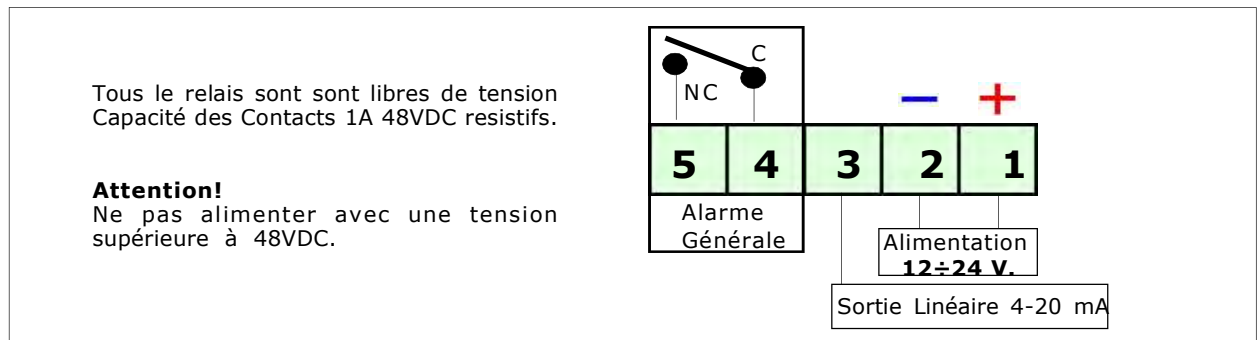 Tous le relais sont sont libres de tension
Capacité des Contacts 1A 48VDC resistifs.
Attention!
Ne pas alimenter avec une tension
supérieure à 48VDC.
C
NC
− +
5 4 3 2 1
Alarme
Générale
Alimentation
12÷24 V.
Sortie Linéaire 4-20 mA